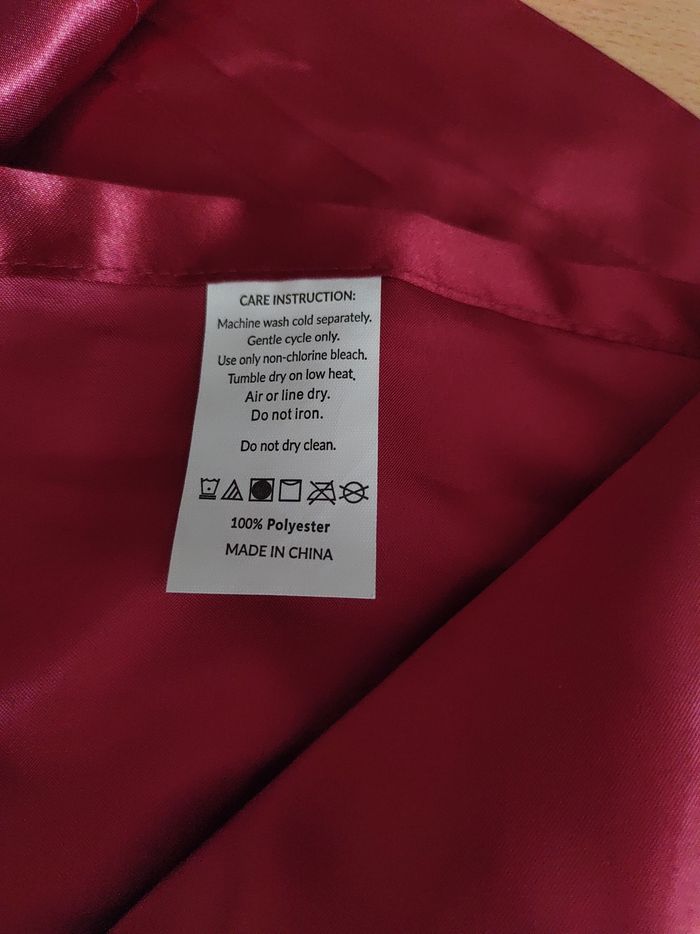 CARE INSTRUCTION:
Machine wash cold separately.
Gentle cycle only.
Use only non-chlorine bleach.
Tumble dry on low heat.
Air or line dry.
Do not iron.
Do not dry clean.
100% Polyester
MADE IN CHINA